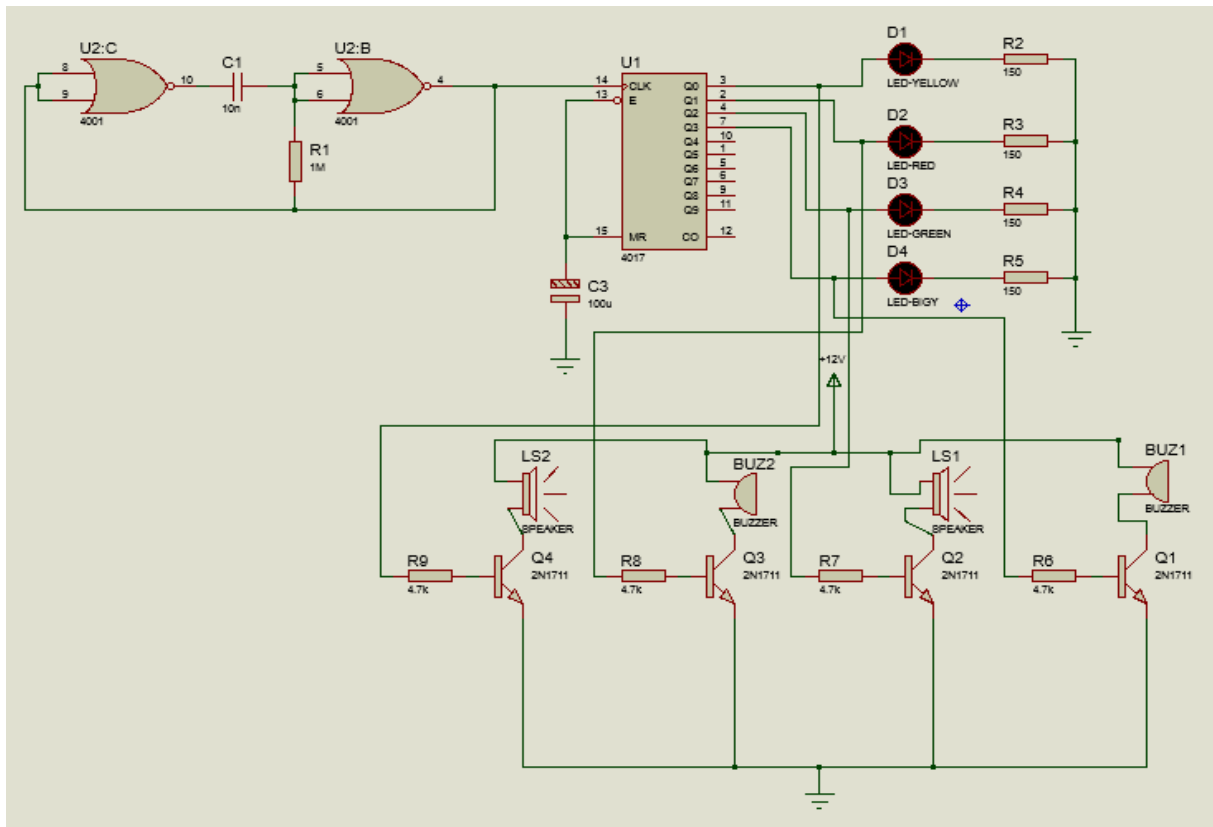 U2:C
8
9
10
4001
C1
10n
U2:B
5
6
4
4001
R1
1M
U1
14
13
15
CLK
E
MR
Q0
Q1
Q2
Q3
Q4
Q5
Q6
Q7
Q8
Q9
CO
3
2
4
7
10
1
5
6
9
11
12
4017
C3
100u
D1
LED-YELLOW
R2
150
D2
LED-RED
R3
150
D3
LED-GREEN
R4
150
D4
LED-BIGY
R5
150
+12V
LS2
SPEAKER
BUZ2
BUZZER
LS1
SPEAKER
BUZ1
BUZZER
R9
4.7k
Q4
2N1711
R8
4.7k
Q3
2N1711
R7
4.7k
Q2
2N1711
R6
4.7k
Q1
2N1711